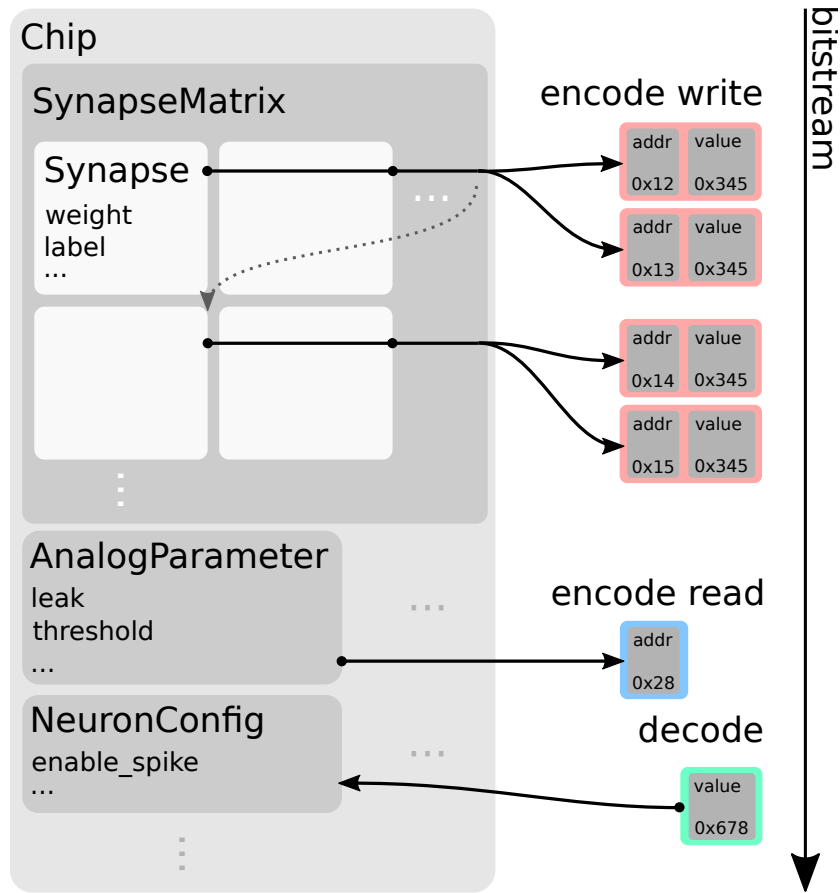 Chip
SynapseMatrix
Synapse
weight
label
...
...
...
AnalogParameter
leak
threshold
...
...
NeuronConfig
enable_spike
...
...
...
encode write
addr value
0x12 0x345
addr value
0x13 0x345
addr value
0x14 0x345
addr value
0x15 0x345
encode read
addr
0x28
decode
value
0x678
bitstream